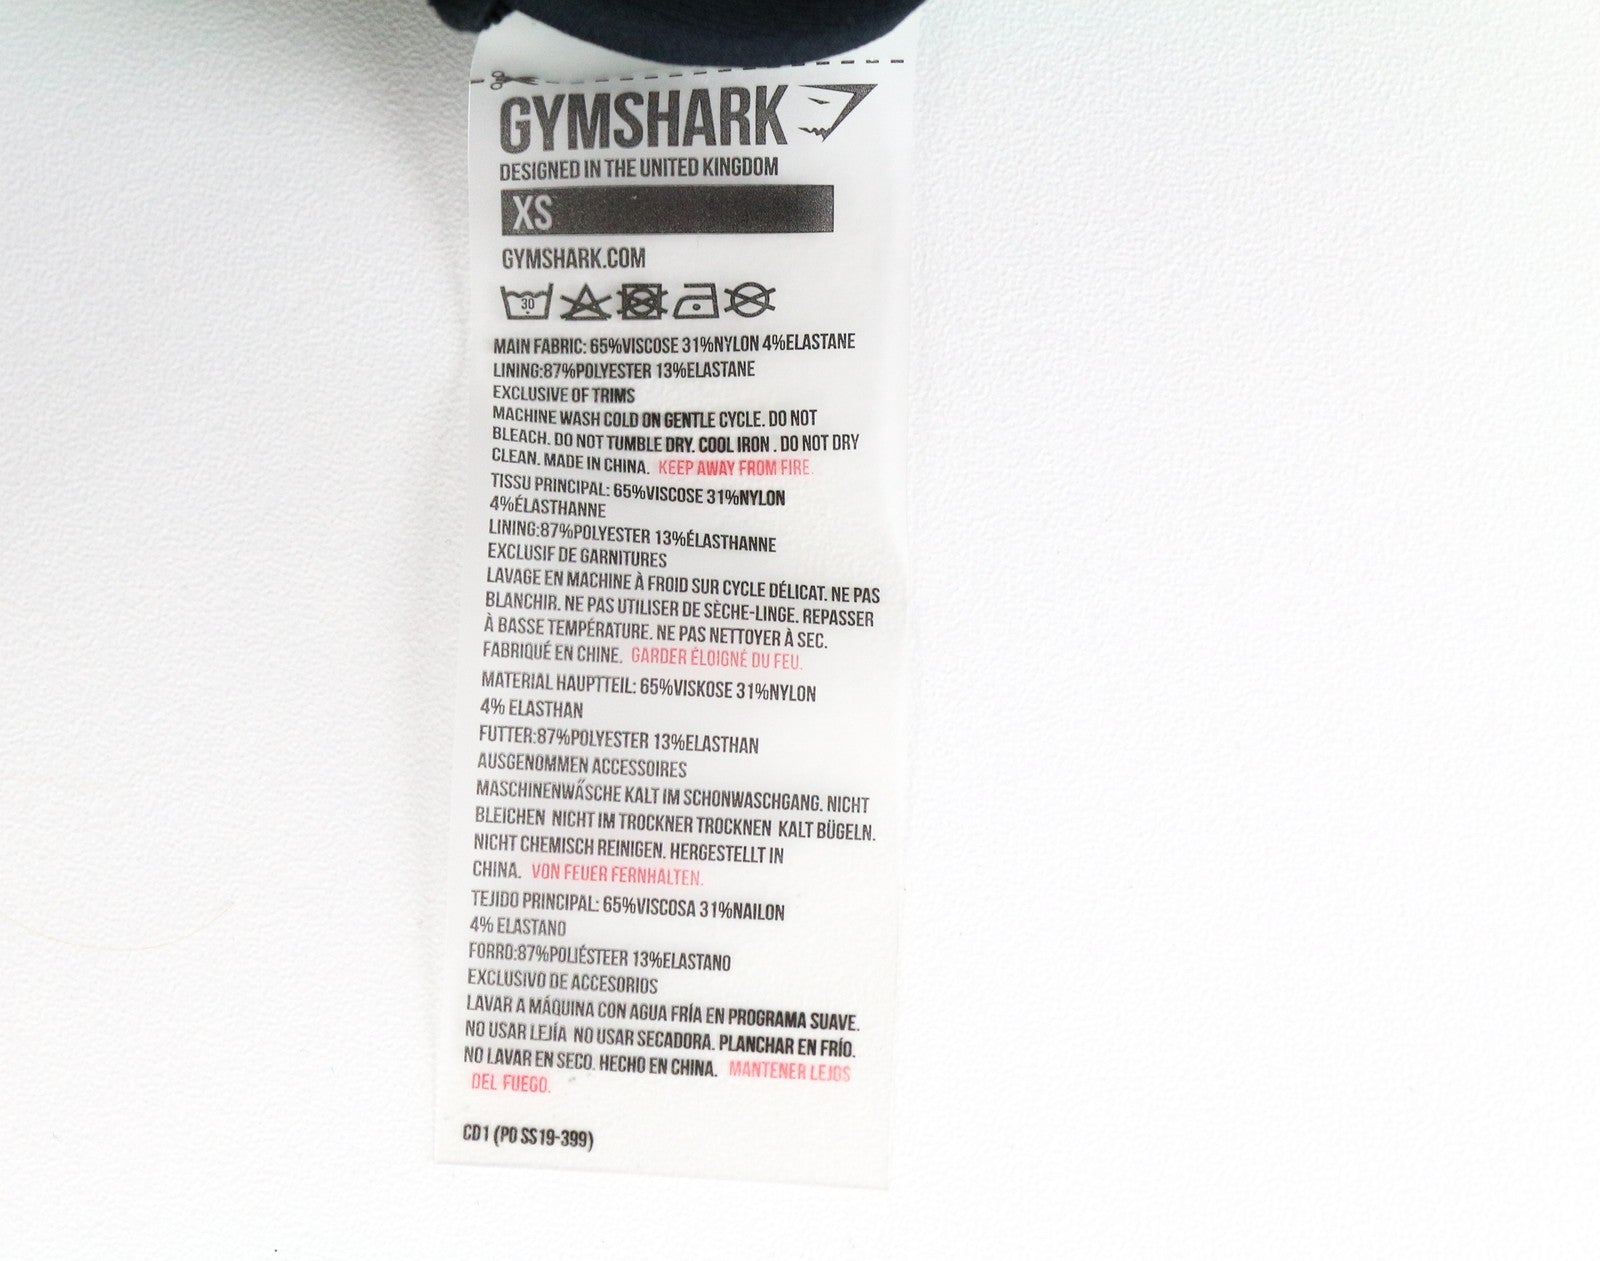 GYMSHARK
DESIGNED IN THE UNITED KINGDOM
XS
GYMSHARK.COM
30
MAIN FABRIC: 65%VISCOSE 31%NYLON 4%ELASTANE
LINING:87%POLYESTER 13%ELASTANE
EXCLUSIVE OF TRIMS
MACHINE WASH COLD ON GENTLE CYCLE. DO NOT
BLEACH. DO NOT TUMBLE DRY. COOL IRON . DO NOT DRY
CLEAN. MADE IN CHINA. KEEP AWAY FROM FIRE.
TISSU PRINCIPAL: 65%VISCOSE 31%NYLON
4%ÉLASTHANNE
LINING:87%POLYESTER 13%ÉLASTHANNE
EXCLUSIF DE GARNITURES
LAVAGE EN MACHINE À FROID SUR CYCLE DÉLICAT. NE PAS
BLANCHIR. NE PAS UTILISER DE SÈCHE-LINGE. REPASSER
À BASSE TEMPÉRATURE. NE PAS NETTOYER À SEC.
FABRIQUÉ EN CHINE. GARDER ÉLOIGNÉ DU FEU.
MATERIAL HAUPTTEIL: 65%VISKOSE 31%NYLON
4% ELASTHAN
FUTTER:87%POLYESTER 13%ELASTHAN
AUSGENOMMEN ACCESSOIRES
MASCHINENWÄSCHE KALT IM SCHONWASCHGANG. NICHT
BLEICHEN NICHT IM TROCKNER TROCKNEN KALT BÜGELN.
NICHT CHEMISCH REINIGEN. HERGESTELLT IN
CHINA. VON FEUER FERNHALTEN.
TEJIDO PRINCIPAL: 65%VISCOSA 31%NAILON
4% ELASTANO
FORRO:87%POLIÉSTEER 13%ELASTANO
EXCLUSIVO DE ACCESORIOS
LAVAR A MÁQUINA CON AGUA FRÍA EN PROGRAMA SUAVE.
NO USAR LEJÍA NO USAR SECADORA. PLANCHAR EN FRÍO.
NO LAVAR EN SECO. HECHO EN CHINA. MANTENER LEJOS
DEL FUEGO.
CD1 (PO SS19-399)